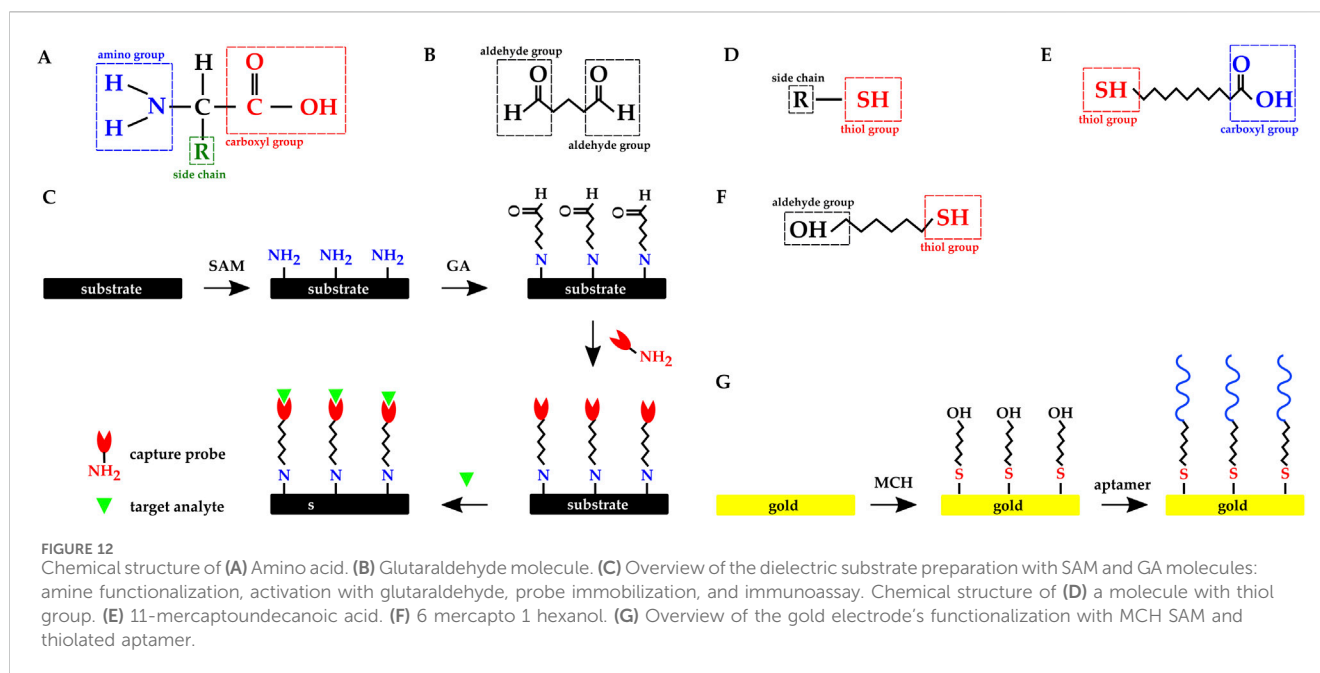 A
amino group
H
N
H
H
C
R
side chain
O
C
OH
carboxyl group
B
aldehyde group
O
H
O
H
aldehyde group
D
side chain
R
SH
thiol group
E
SH
thiol group
O
OH
carboxyl group
C
substrate
SAM
NH2 NH2 NH2
substrate
GA
H H H
O O O
N N N
substrate
NH2
F
aldehyde group
OH
SH
thiol group
capture probe
NH2
target analyte
N N N
s
N N N
substrate
G
gold
MCH
OH OH OH
S S S
gold
aptamer
S S S
gold
FIGURE 12
Chemical structure of (A) Amino acid. (B) Glutaraldehyde molecule. (C) Overview of the dielectric substrate preparation with SAM and GA molecules:
amine functionalization, activation with glutaraldehyde, probe immobilization, and immunoassay. Chemical structure of (D) a molecule with thiol
group. (E) 11-mercaptoundecanoic acid. (F) 6 mercapto 1 hexanol. (G) Overview of the gold electrode's functionalization with MCH SAM and
thiolated aptamer.